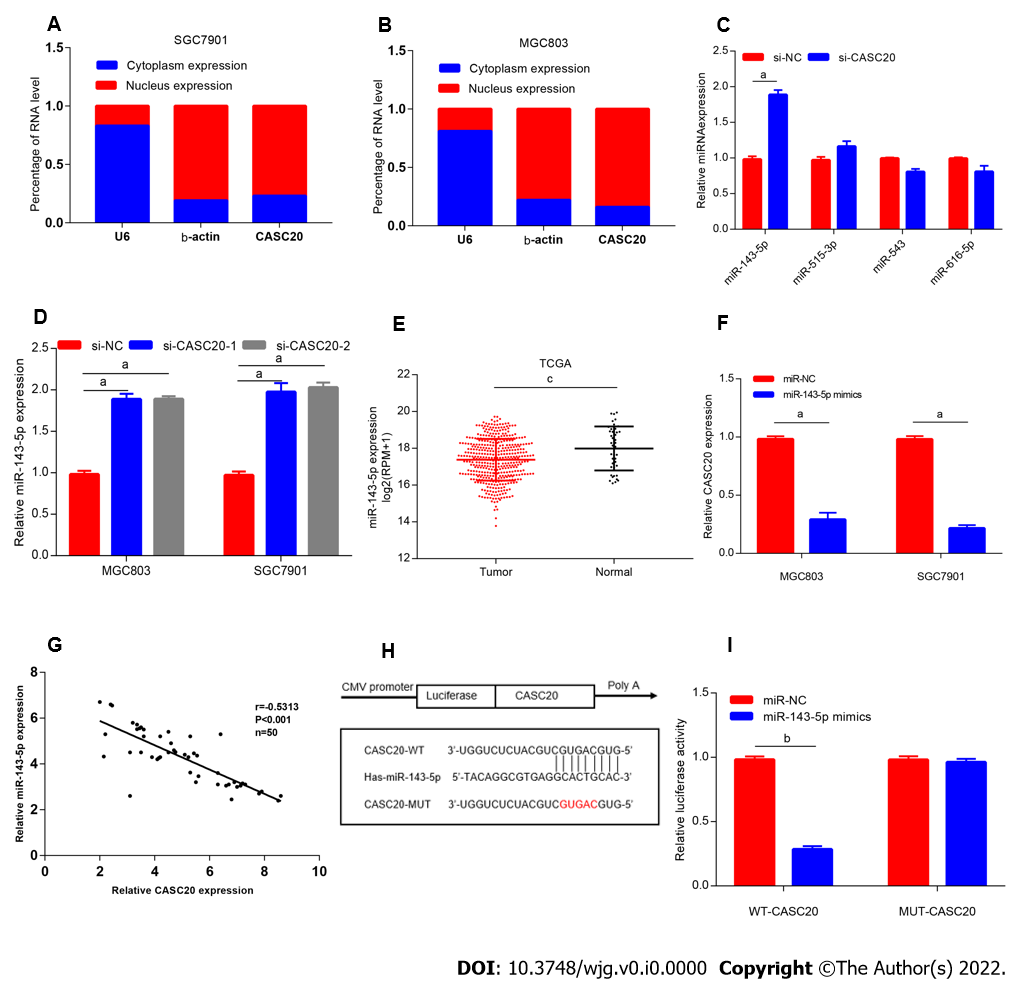 A
SGC7901
1.5
1.0
0.5
0.0
Percentage of RNA level
Cytoplasm expression
Nucleus expression
U6
b-actin
CASC20
B
MGC803
1.5
1.0
0.5
0.0
Percentage of RNA level
Cytoplasm expression
Nucleus expression
U6
b-actin
CASC20
C
si-NC
si-CASC20
2.5
2.0
1.5
1.0
0.5
0.0
Relative miRNAexpression
a
miR-143-5p
miR-515-3p
miR-543
miR-616-5p
D
si-NC
si-CASC20-1
si-CASC20-2
2.5
2.0
1.5
1.0
0.5
0.0
Relative miR-143-5p expression
a
a
a
a
MGC803
SGC7901
E
TCGA
c
22
20
18
16
14
12
miR-143-5p expression
log2(RPM+1)
Tumor
Normal
F
miR-NC
miR-143-5p mimics
1.5
1.0
0.5
0.0
Relative CASC20 expression
a
a
MGC803
SGC7901
G
8
6
4
2
0
Relative miR-143-5p expression
r=-0.5313
P<0.001
n=50
0
2
4
6
8
10
Relative CASC20 expression
H
CMV promoter
Luciferase
CASC20
Poly A
CASC20-WT 3'-UGGUCUCUACGUCGUGACGUG-5'
Has-miR-143-5p 5'-TACAGGCGTGAGGCACTGCAC-3'
CASC20-MUT 3'-UGGUCUCUACGUCGUGACGUG-5'
I
miR-NC
miR-143-5p mimics
1.5
1.0
0.5
0.0
Relative luciferase activity
b
WT-CASC20
MUT-CASC20
DOI: 10.3748/wjg.v0.i0.0000 Copyright ©The Author(s) 2022.